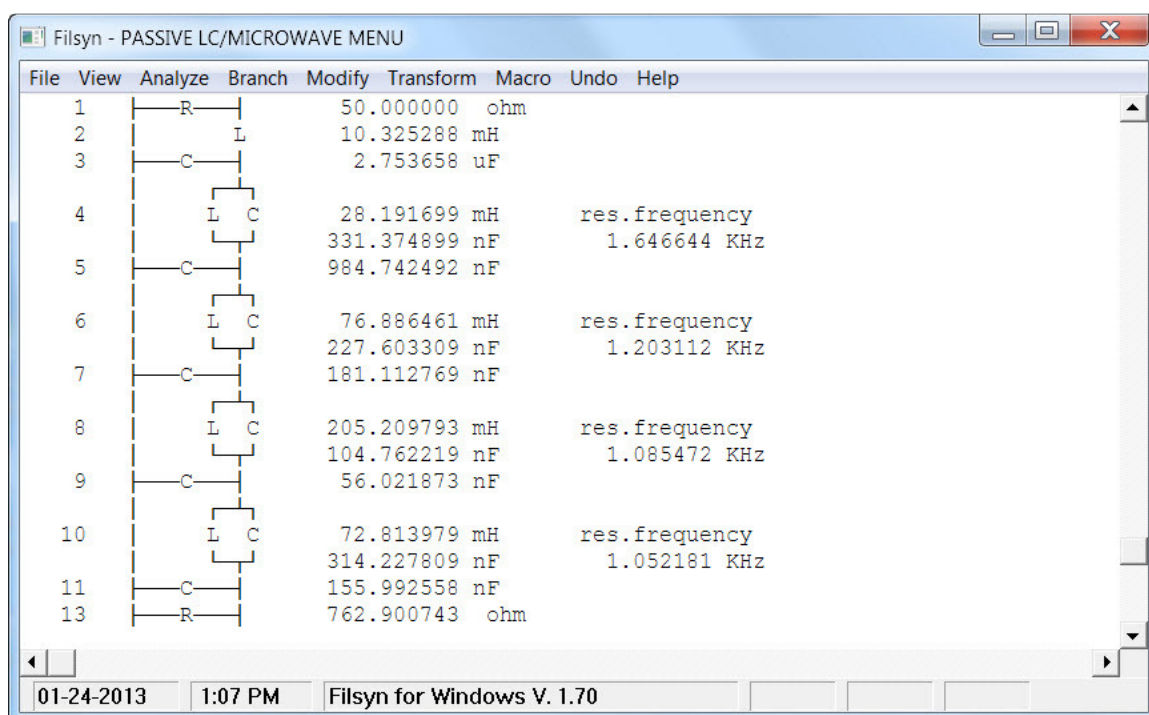 Filsyn - PASSIVE LC/MICROWAVE MENU
File View Analyze Branch Modify Transform Macro Undo Help
1 R 50.000000 ohm
2 L 10.325288 mH
3 C 2.753658 uF
4 L C 28.191699 mH res.frequency
331.374899 nF 1.646644 KHz
5 C 984.742492 nF
6 L C 76.886461 mH res.frequency
227.603309 nF 1.203112 KHz
7 C 181.112769 nF
8 L C 205.209793 mH res.frequency
104.762219 nF 1.085472 KHz
9 C 56.021873 nF
10 L C 72.813979 mH res.frequency
314.227809 nF 1.052181 KHz
11 C 155.992558 nF
13 R 762.900743 ohm
01-24-2013 1:07 PM Filsyn for Windows V. 1.70